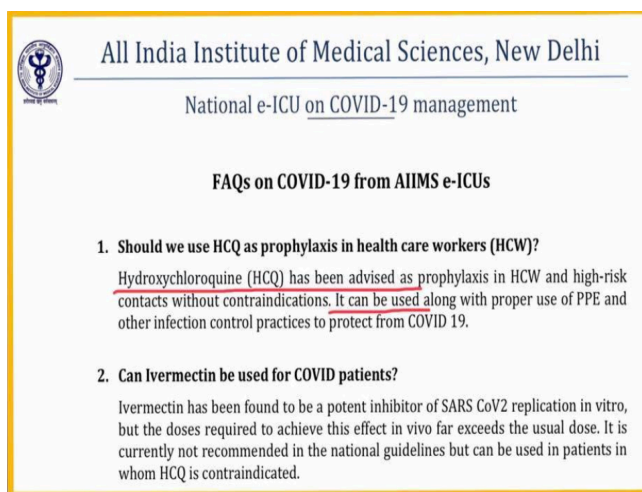 All India Institute of Medical Sciences, New Delhi
National e-ICU on COVID-19 management
FAQs on COVID-19 from AIIMS e-ICUs
1. Should we use HCQ as prophylaxis in health care workers (HCW)?
Hydroxychloroquine (HCQ) has been advised as prophylaxis in HCW and high-risk
contacts without contraindications. It can be used along with proper use of PPE and
other infection control practices to protect from COVID 19.
2. Can Ivermectin be used for COVID patients?
Ivermectin has been found to be a potent inhibitor of SARS CoV2 replication in vitro,
but the doses required to achieve this effect in vivo far exceeds the usual dose. It is
currently not recommended in the national guidelines but can be used in patients in
whom HCQ is contraindicated.